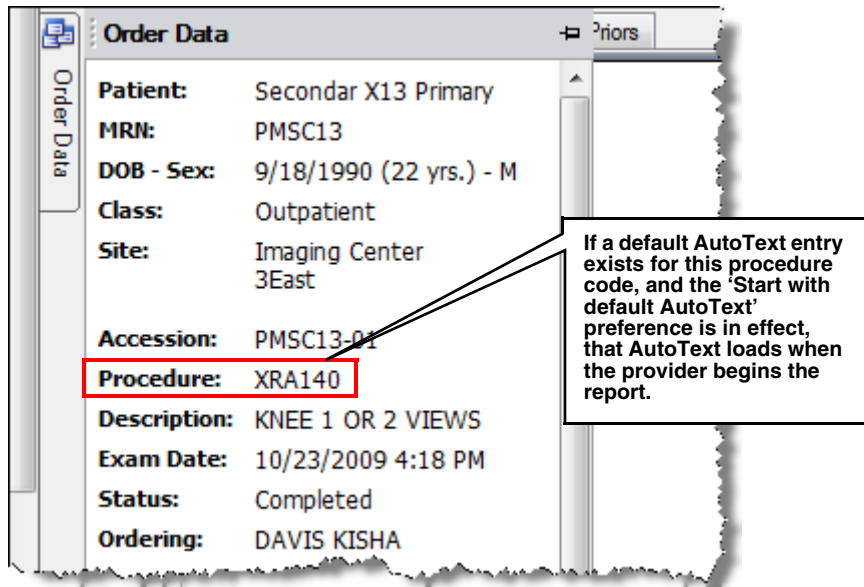 Order Data
Priors
Order Data
Patient: Secondar X13 Primary
MRN: PMSC13
DOB - Sex: 9/18/1990 (22 yrs.) - M
Class: Outpatient
Site: Imaging Center
3East
Accession: PMSC13-01
Procedure: XRA140
Description: KNEE 1 OR 2 VIEWS
Exam Date: 10/23/2009 4:18 PM
Status: Completed
Ordering: DAVIS KISHA
If a default AutoText entry
exists for this procedure
code, and the ‘Start with
default AutoText’
preference is in effect,
that AutoText loads when
the provider begins the
report.